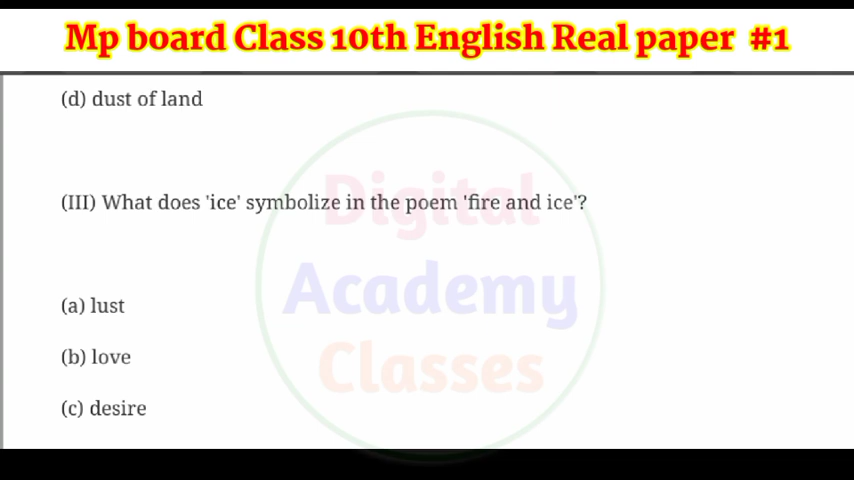 Mp board Class 10th English Real paper #1
(d) dust of land
(III) What does 'ice' symbolize in the poem 'fire and ice'?
Digital
Academy
Classes
(a) lust
(b) love
(c) desire